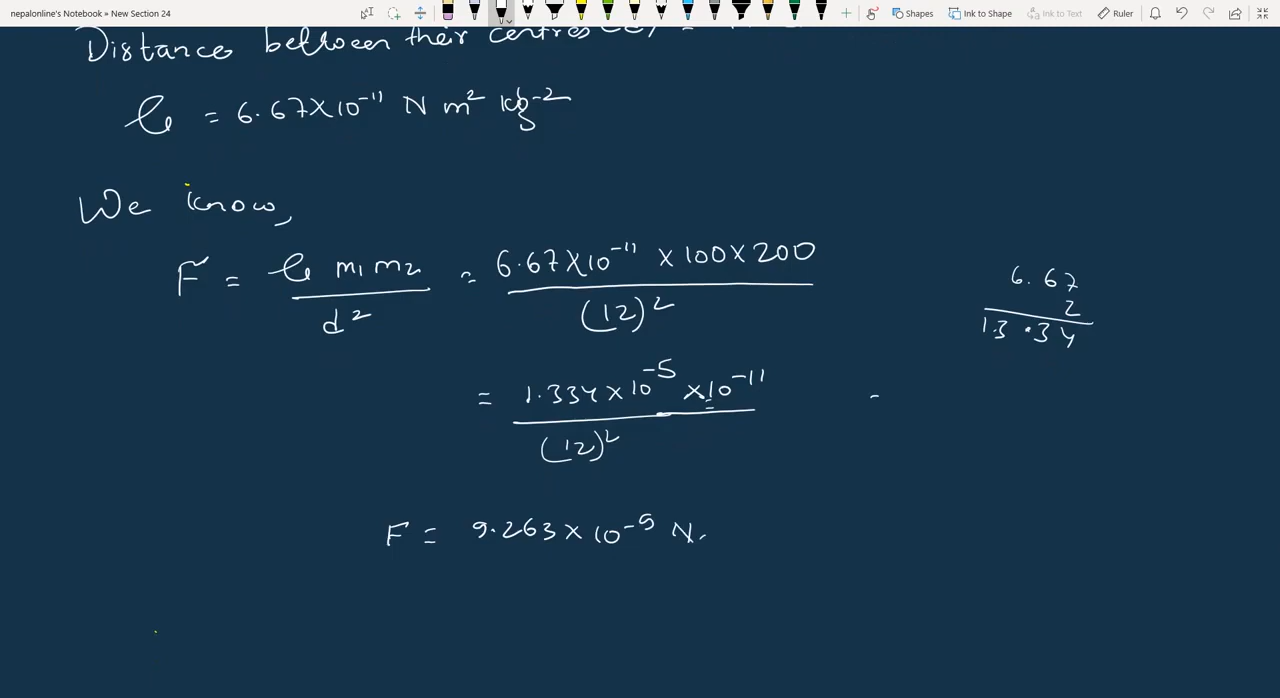 nepalonline's Notebook » New Section 24
Shapes Ink to Shape Ink to Text Ruler
Distance between their centres
G = 6.67×10⁻¹¹ N m² kg⁻²
We know,
F = G m₁ m₂ / d² = 6.67×10⁻¹¹ × 100 × 200 / (12)²
6.67
2
13.34
= 1.334×10⁻⁵ ×10⁻¹¹ / (12)² =
F = 9.263×10⁻⁹ N.